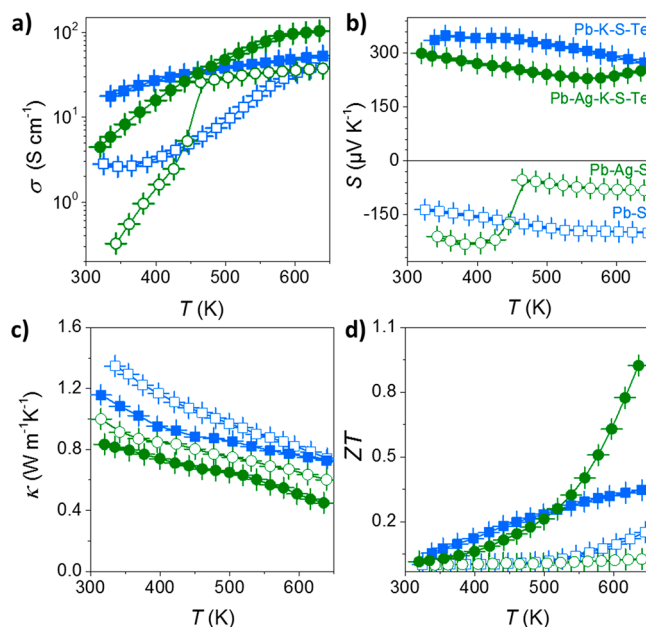 a)
10²
10¹
10⁰
σ (S cm⁻¹)
300 400 500 600
T (K)
b)
Pb-K-S-Te
300
Pb-Ag-K-S-Te
150
0
Pb-Ag-S
-150
Pb-S
S (µV K⁻¹)
300 400 500 600
T (K)
c)
1.6
1.2
0.8
0.4
0.0
κ (W m⁻¹K⁻¹)
300 400 500 600
T (K)
d)
1.1
0.8
0.5
0.2
ZT
300 400 500 600
T (K)